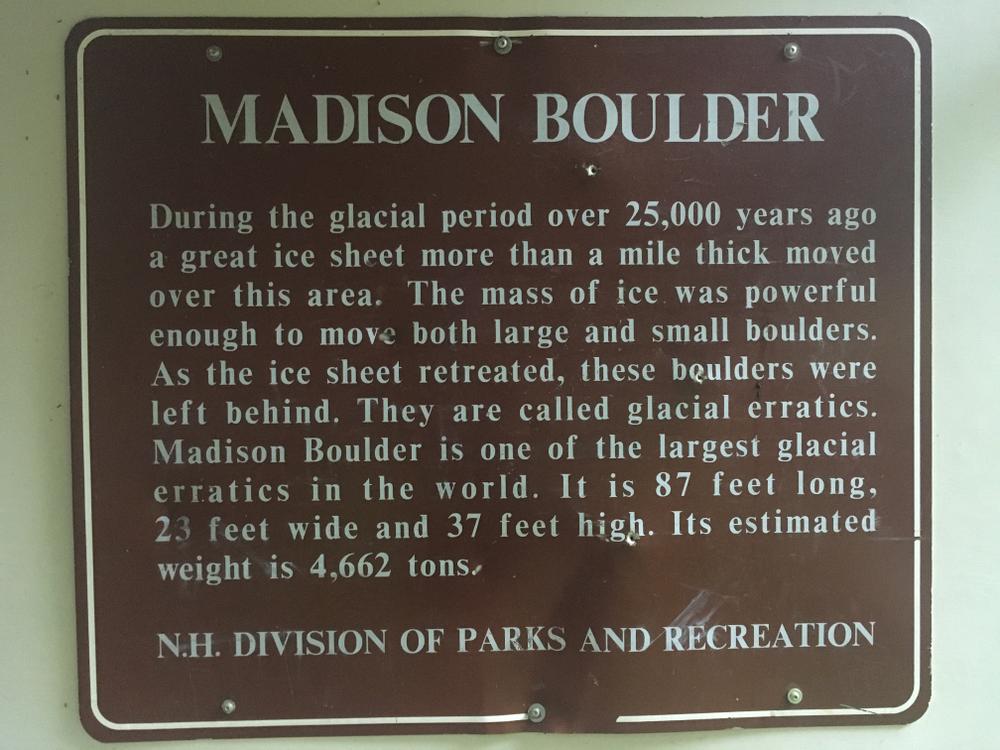 MADISON BOULDER
During the glacial period over 25,000 years ago
a great ice sheet more than a mile thick moved
over this area. The mass of ice was powerful
enough to move both large and small boulders.
As the ice sheet retreated, these boulders were
left behind. They are called glacial erratics.
Madison Boulder is one of the largest glacial
erratics in the world. It is 87 feet long,
23 feet wide and 37 feet high. Its estimated
weight is 4,662 tons.
N.H. DIVISION OF PARKS AND RECREATION